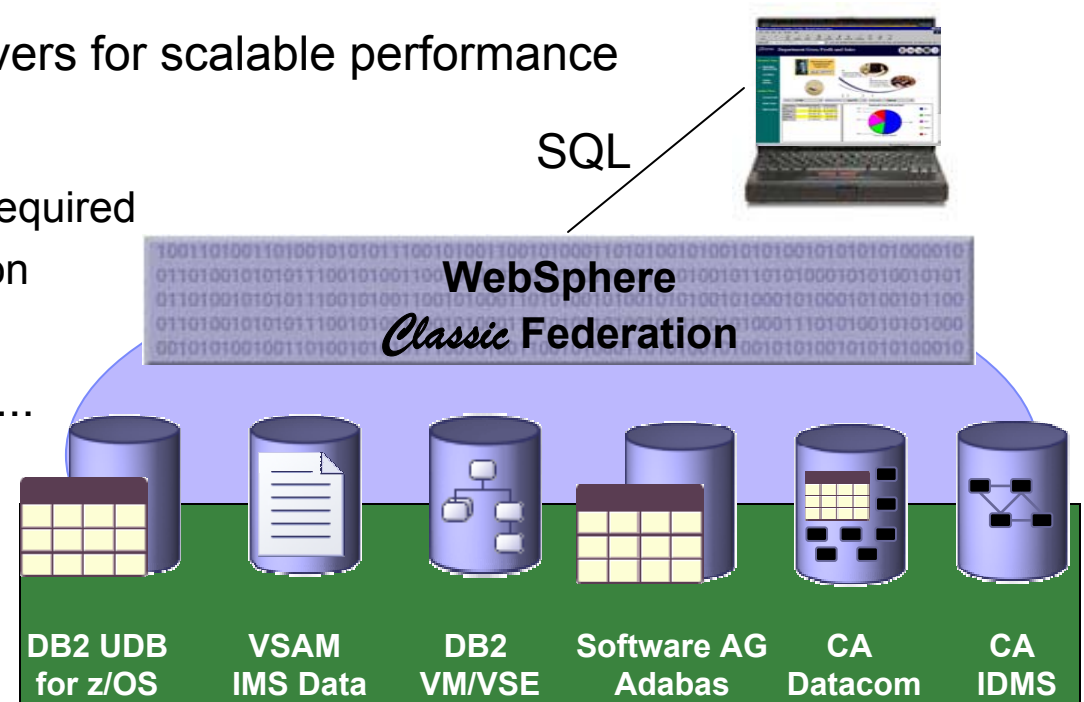 vers for scalable performance
SQL
equired
on
WebSphere
Classic Federation
...
DB2 UDB
for z/OS
VSAM
IMS Data
DB2
VM/VSE
Software AG
Adabas
CA
Datacom
CA
IDMS